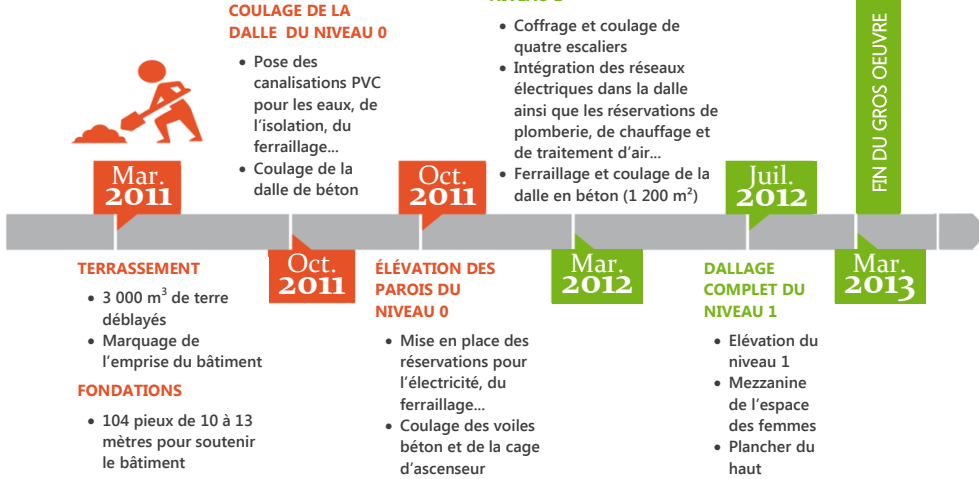 COULAGE DE LA
DALLE DU NIVEAU 0
• Pose des
canalisations PVC
pour les eaux, de
l'isolation, du
ferraillage...
• Coulage de la
dalle de béton
• Coffrage et coulage de
quatre escaliers
• Intégration des réseaux
électriques dans la dalle
ainsi que les réservations de
plomberie, de chauffage et
de traitement d'air...
• Ferraillage et coulage de la
dalle en béton (1 200 m²)
FIN DU GROS OEUVRE
Mar.
2011
Oct.
2011
Juil.
2012
Oct.
2011
Mar.
2012
Mar.
2013
TERRASSEMENT
• 3 000 m³ de terre
déblayés
• Marquage de
l'emprise du bâtiment
FONDATIONS
• 104 pieux de 10 à 13
mètres pour soutenir
le bâtiment
ÉLÉVATION DES
PAROIS DU
NIVEAU 0
• Mise en place des
réservations pour
l'électricité, du
ferraillage...
• Coulage des voiles
béton et de la cage
d'ascenseur
DALLAGE
COMPLET DU
NIVEAU 1
• Elévation du
niveau 1
• Mezzanine
de l'espace
des femmes
• Plancher du
haut